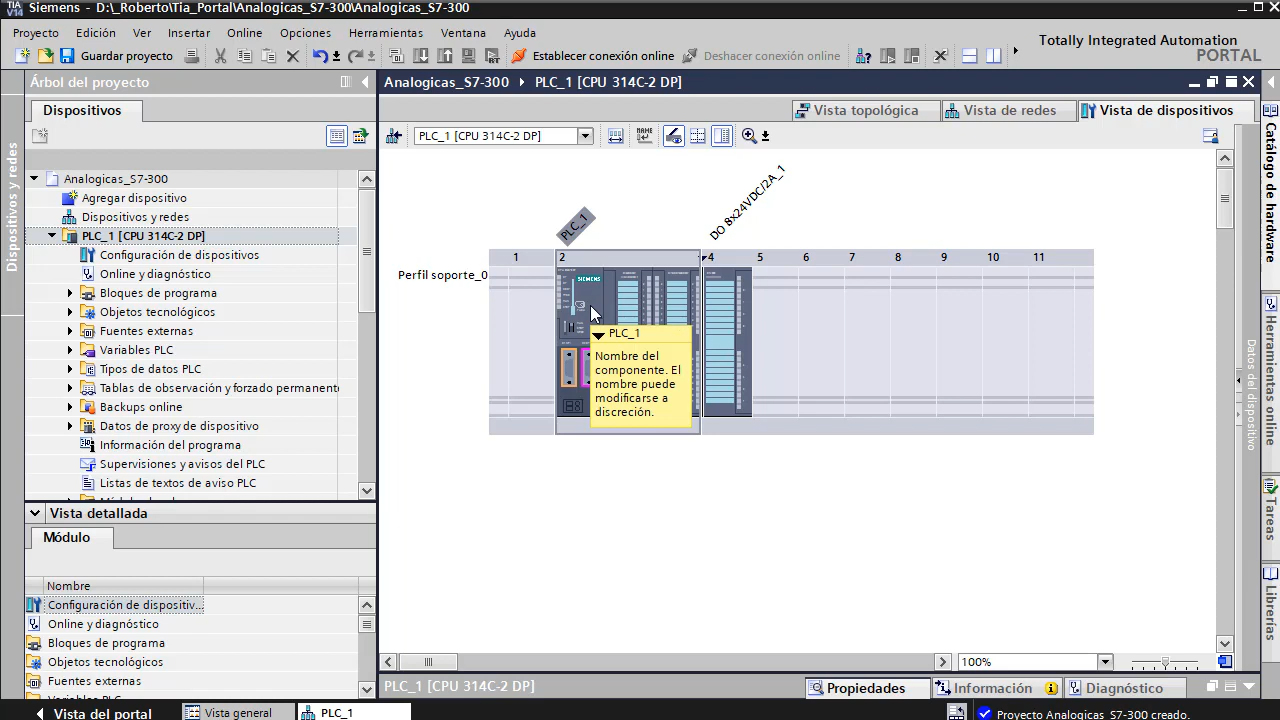 TIA V14 Siemens - D:\_Roberto\Tia_Portal\Analogicas_S7-300\Analogicas_S7-300
Proyecto Edición Ver Insertar Online Opciones Herramientas Ventana Ayuda
Totally Integrated Automation
PORTAL
Guardar proyecto Establecer conexión online Deshacer conexión online
Árbol del proyecto
Analogicas_S7-300 PLC_1 [CPU 314C-2 DP]
Dispositivos
Vista topológica Vista de redes Vista de dispositivos
PLC_1 [CPU 314C-2 DP]
Dispositivos y redes
Analogicas_S7-300
Agregar dispositivo
Dispositivos y redes
PLC_1 [CPU 314C-2 DP]
Configuración de dispositivos
Online y diagnóstico
Bloques de programa
Objetos tecnológicos
Fuentes externas
Variables PLC
Tipos de datos PLC
Tablas de observación y forzado permanente
Backups online
Datos de proxy de dispositivo
Información del programa
Supervisiones y avisos del PLC
Listas de textos de aviso PLC
Vista detallada
Módulo
Nombre
Configuración de dispositiv...
Online y diagnóstico
Bloques de programa
Objetos tecnológicos
Fuentes externas
Variables PLC
PLC_1
DO 8x24VDC/2A_1
1 2 4 5 6 7 8 9 10 11
Perfil soporte_0
SIEMENS
PLC_1
Nombre del
componente. El
nombre puede
modificarse a
discreción.
100%
PLC_1 [CPU 314C-2 DP]
Propiedades Información Diagnóstico
Catálogo de hardware
Herramientas online
Tareas
Librerías
Datos del dispositivo
Vista del portal Vista general PLC_1
Proyecto Analogicas_S7-300 creado.